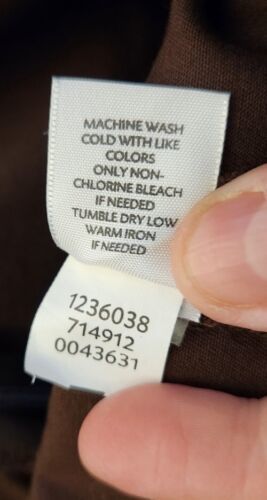 MACHINE WASH
COLD WITH LIKE
COLORS
ONLY NON-
CHLORINE BLEACH
IF NEEDED
TUMBLE DRY LOW
WARM IRON
IF NEEDED
1236038
714912
0043631